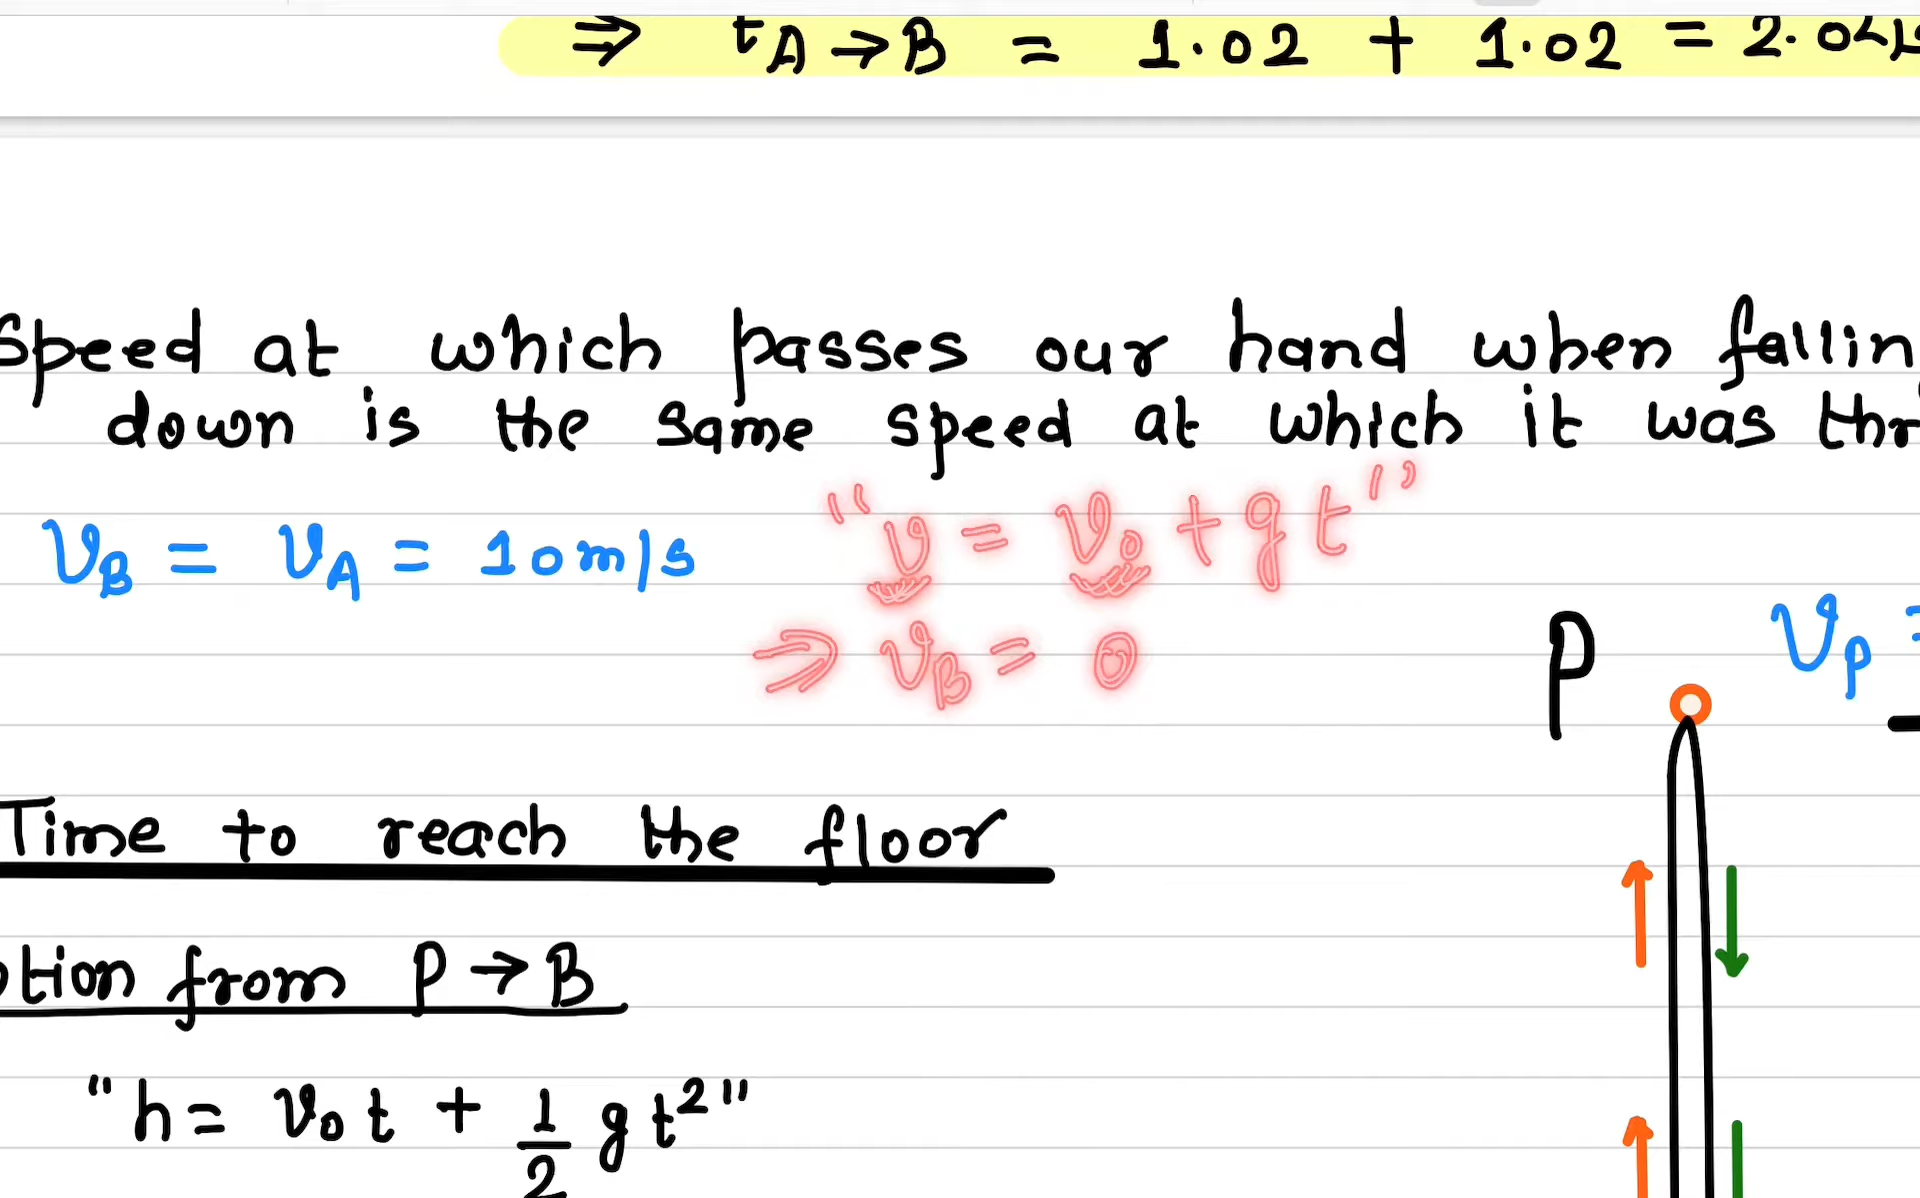 ⇒ tA→B = 1.02 + 1.02 = 2.04
Speed at which passes our hand when fallin
down is the same speed at which it was thr
VB = VA = 10m/s
"v = v0 + gt"
⇒ VB = 0
P
Vp =
Time to reach the floor
otion from P→B
"h = v0t + 1/2 gt²"